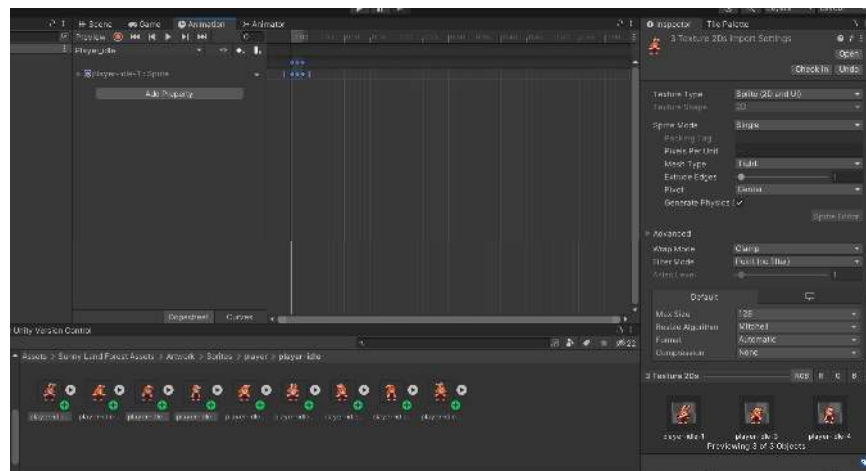 Scene
Game
Animation
Animator
Preview
0
Player_idle
player-idle-1 : Sprite
Add Property
Dopesheet
Curves
Inspector
Tile Palette
3 Texture 2Ds Import Settings
Open
Check In
Undo
Texture Type
Sprite (2D and UI)
Texture Shape
2D
Sprite Mode
Single
Packing Tag
Pixels Per Unit
Mesh Type
Tight
Extrude Edges
1
Pivot
Center
Generate Physics
Sprite Editor
Advanced
Wrap Mode
Clamp
Filter Mode
Point (no filter)
Aniso Level
1
Default
Max Size
128
Resize Algorithm
Mitchell
Format
Automatic
Compression
None
Unity Version Control
22
Assets > Sunny Land Forest Assets > Artwork > Sprites > player > player-idle
3 Texture 2Ds
RGB R G B
player-idle-1
player-idle-3
player-idle-4
Previewing 3 of 3 Objects